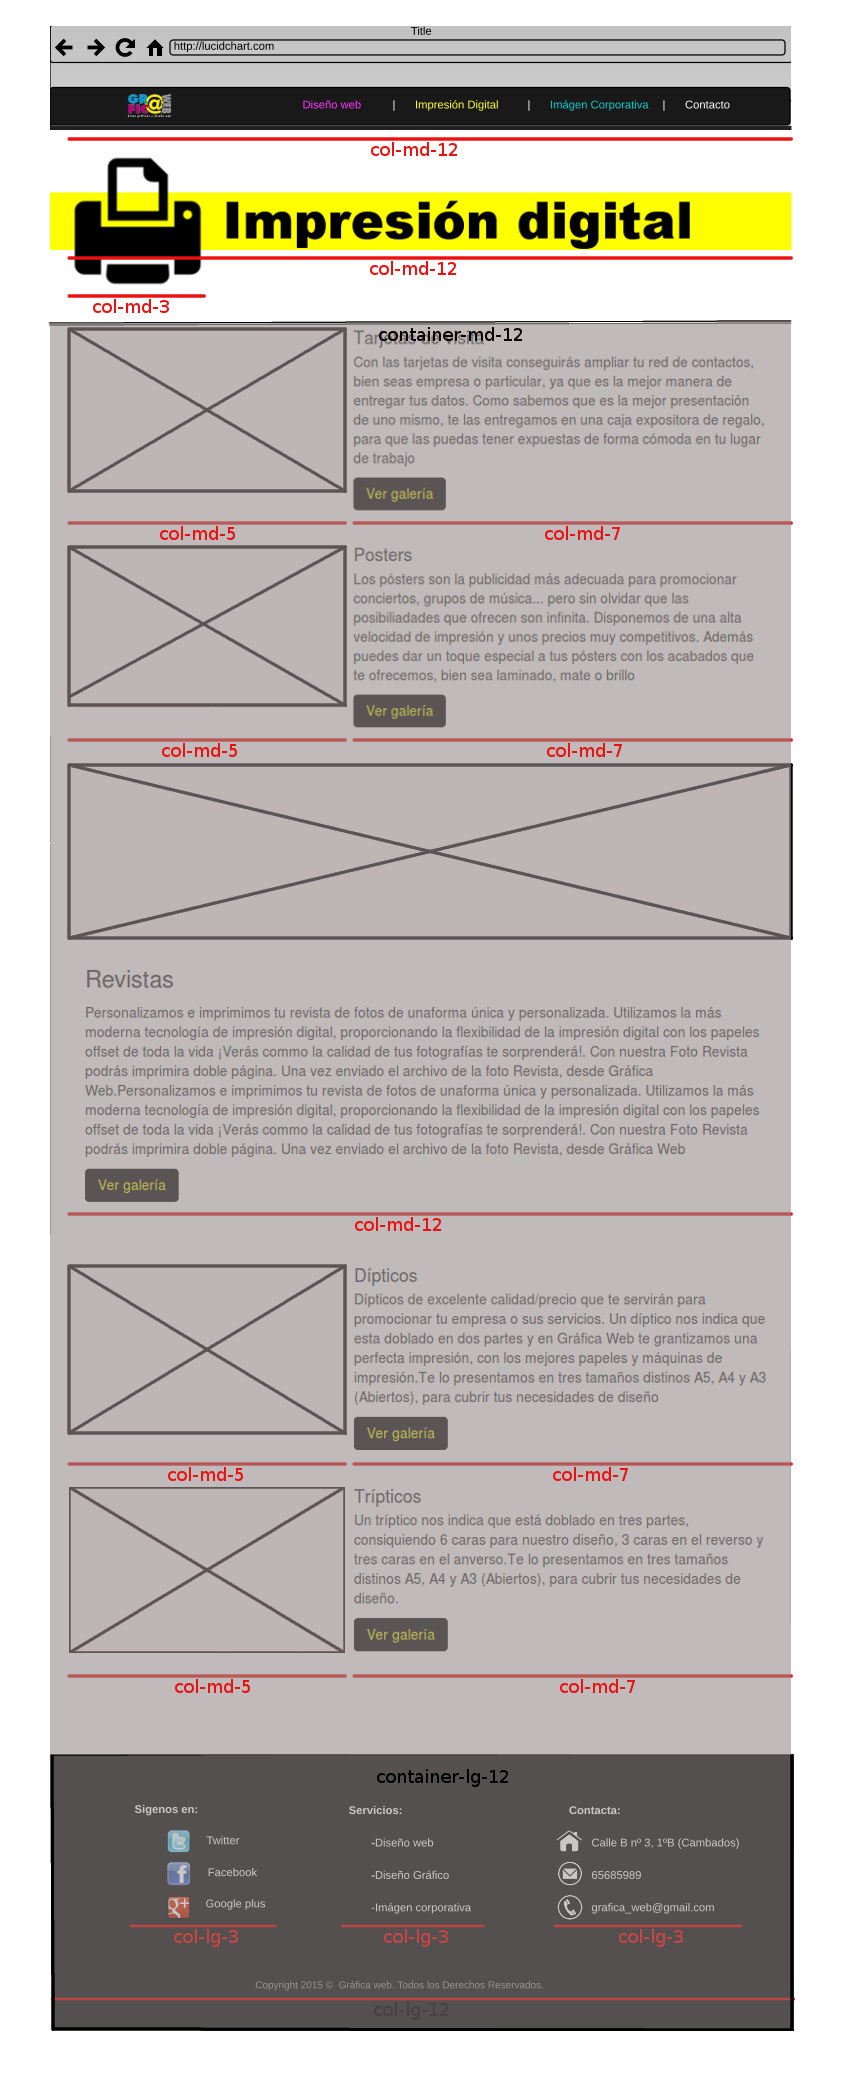 Title
http://lucidchart.com
GR@
FIC WEB
Diseño web | Impresión Digital | Imágen Corporativa | Contacto
col-md-12
Impresión digital
col-md-12
col-md-3
container-md-12
Tarjetas de visita
Con las tarjetas de visita conseguirás ampliar tu red de contactos,
bien seas empresa o particular, ya que es la mejor manera de
entregar tus datos. Como sabemos que es la mejor presentación
de uno mismo, te las entregamos en una caja expositora de regalo,
para que las puedas tener expuestas de forma cómoda en tu lugar
de trabajo
Ver galería
col-md-5 col-md-7
Posters
Los pósters son la publicidad más adecuada para promocionar
conciertos, grupos de música... pero sin olvidar que las
posibiliadades que ofrecen son infinita. Disponemos de una alta
velocidad de impresión y unos precios muy competitivos. Además
puedes dar un toque especial a tus pósters con los acabados que
te ofrecemos, bien sea laminado, mate o brillo
Ver galería
col-md-5 col-md-7
Revistas
Personalizamos e imprimimos tu revista de fotos de unaforma única y personalizada. Utilizamos la más
moderna tecnología de impresión digital, proporcionando la flexibilidad de la impresión digital con los papeles
offset de toda la vida ¡Verás commo la calidad de tus fotografías te sorprenderá!. Con nuestra Foto Revista
podrás imprimira doble página. Una vez enviado el archivo de la foto Revista, desde Gráfica
Web.Personalizamos e imprimimos tu revista de fotos de unaforma única y personalizada. Utilizamos la más
moderna tecnología de impresión digital, proporcionando la flexibilidad de la impresión digital con los papeles
offset de toda la vida ¡Verás commo la calidad de tus fotografías te sorprenderá!. Con nuestra Foto Revista
podrás imprimira doble página. Una vez enviado el archivo de la foto Revista, desde Gráfica Web
Ver galería
col-md-12
Dípticos
Dípticos de excelente calidad/precio que te servirán para
promocionar tu empresa o sus servicios. Un díptico nos indica que
esta doblado en dos partes y en Gráfica Web te grantizamos una
perfecta impresión, con los mejores papeles y máquinas de
impresión.Te lo presentamos en tres tamaños distinos A5, A4 y A3
(Abiertos), para cubrir tus necesidades de diseño
Ver galería
col-md-5 col-md-7
Trípticos
Un tríptico nos indica que está doblado en tres partes,
consiquiendo 6 caras para nuestro diseño, 3 caras en el reverso y
tres caras en el anverso.Te lo presentamos en tres tamaños
distinos A5, A4 y A3 (Abiertos), para cubrir tus necesidades de
diseño.
Ver galería
col-md-5 col-md-7
container-lg-12
Sigenos en:
Twitter
Facebook
Google plus
col-lg-3
Servicios:
-Diseño web
-Diseño Gráfico
-Imágen corporativa
col-lg-3
Contacta:
Calle B nº 3, 1ºB (Cambados)
65685989
grafica_web@gmail.com
col-lg-3
Copyright 2015 © Gráfica web. Todos los Derechos Reservados.
col-lg-12